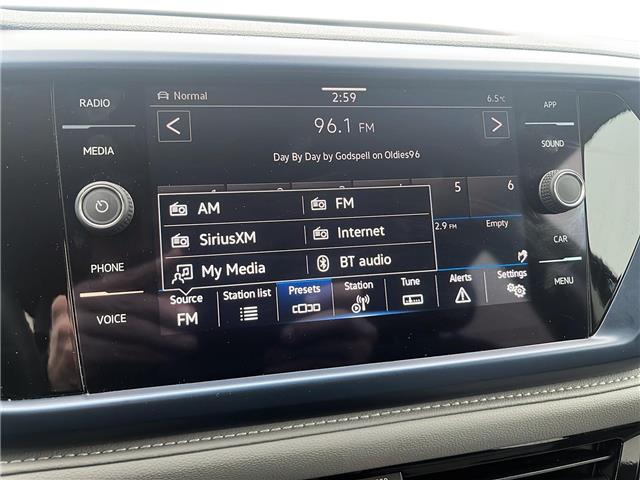 RADIO
MEDIA
PHONE
VOICE
Normal
2:59
6.5°C
96.1 FM
Day By Day by Godspell on Oldies96
5
6
2.9 FM
Empty
AM
FM
SiriusXM
Internet
My Media
BT audio
Source
FM
Station list
Presets
Station
Tune
Alerts
Settings
APP
SOUND
CAR
MENU